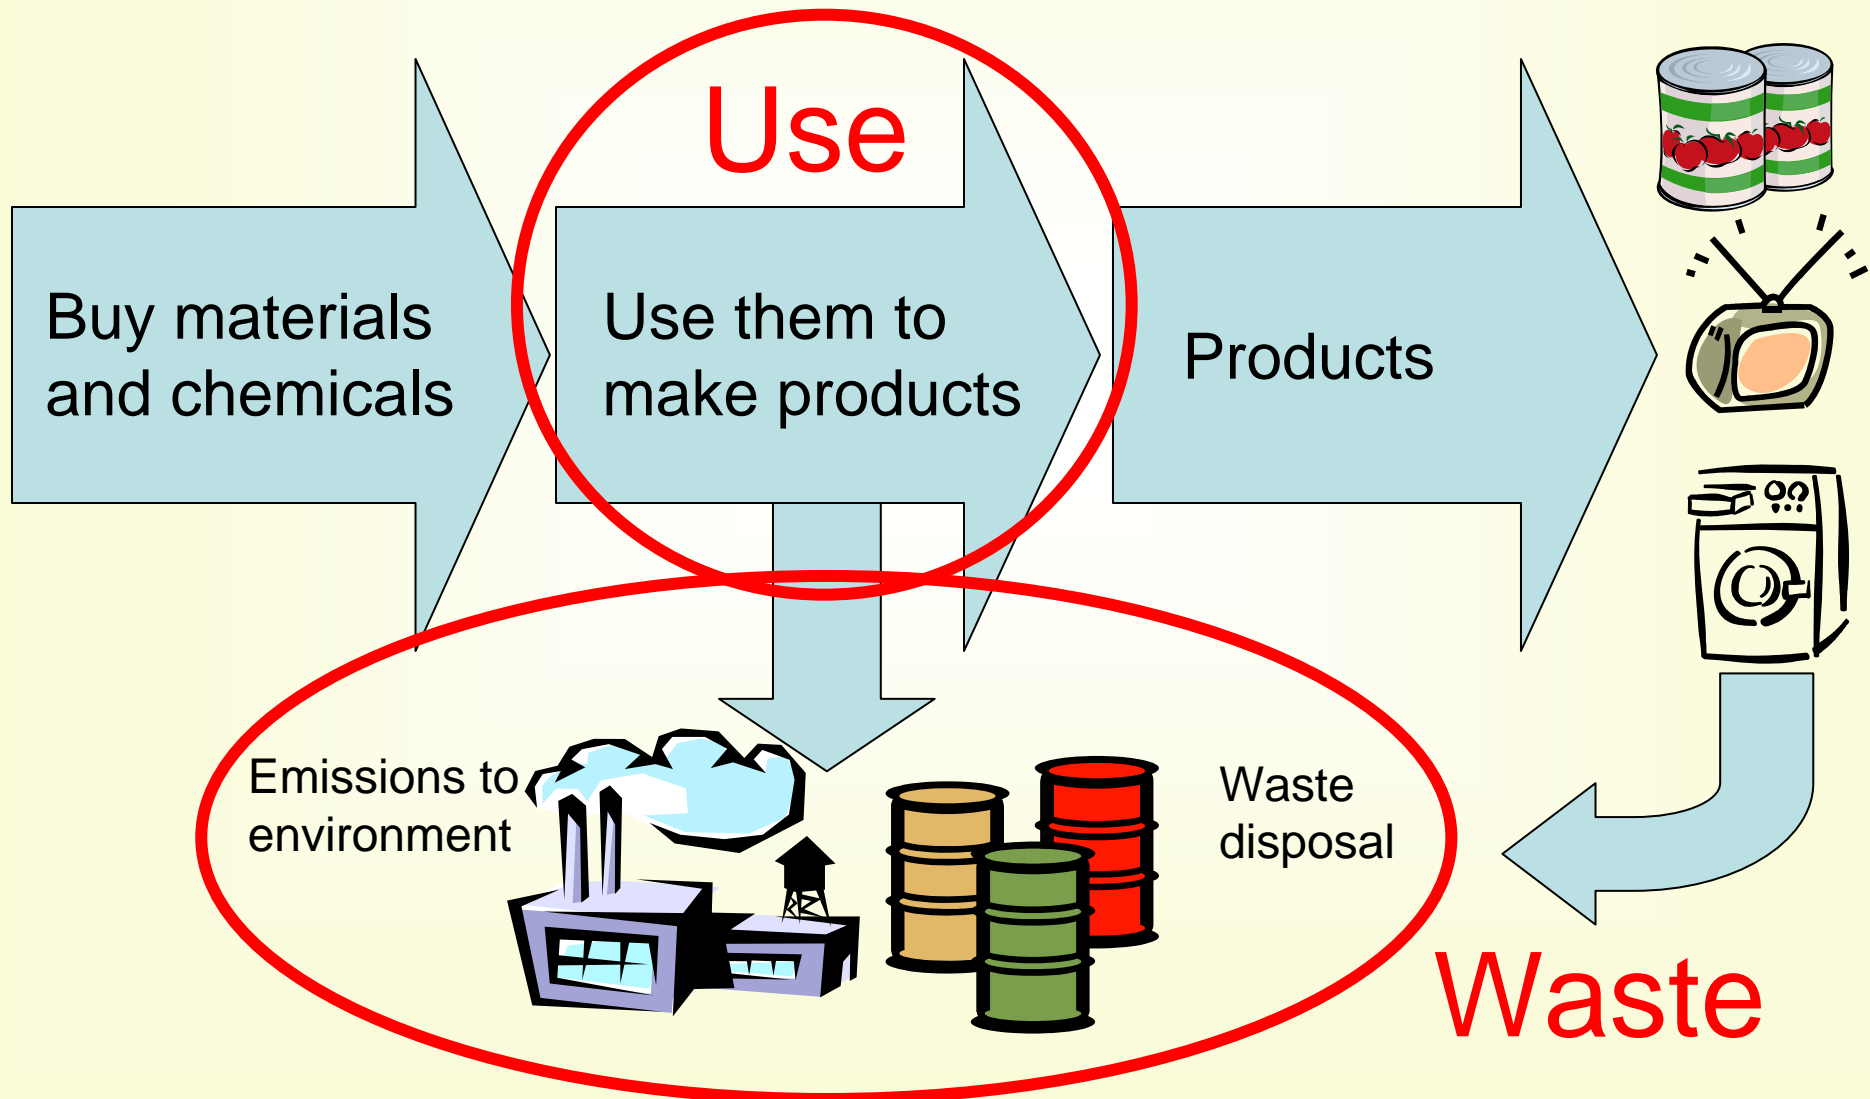 Use
Buy materials
and chemicals
Use them to
make products
Products
Emissions to
environment
Waste
disposal
Waste